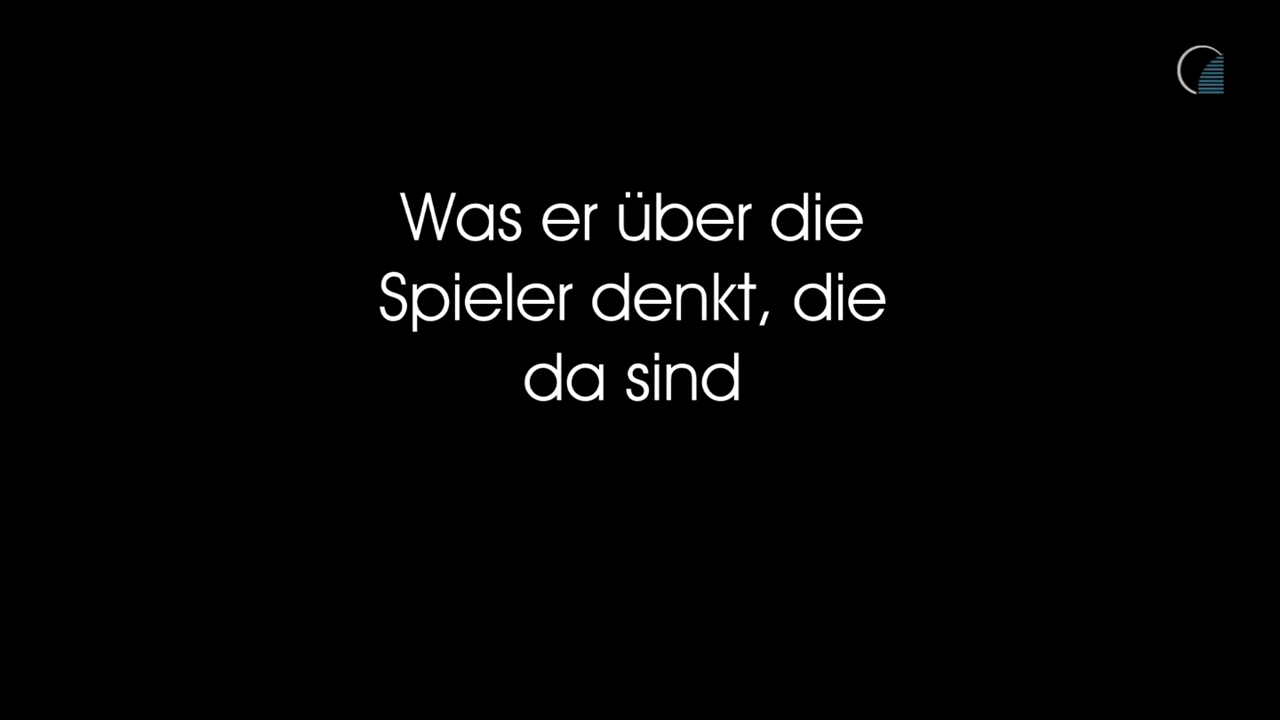 Was er über die
Spieler denkt, die
da sind